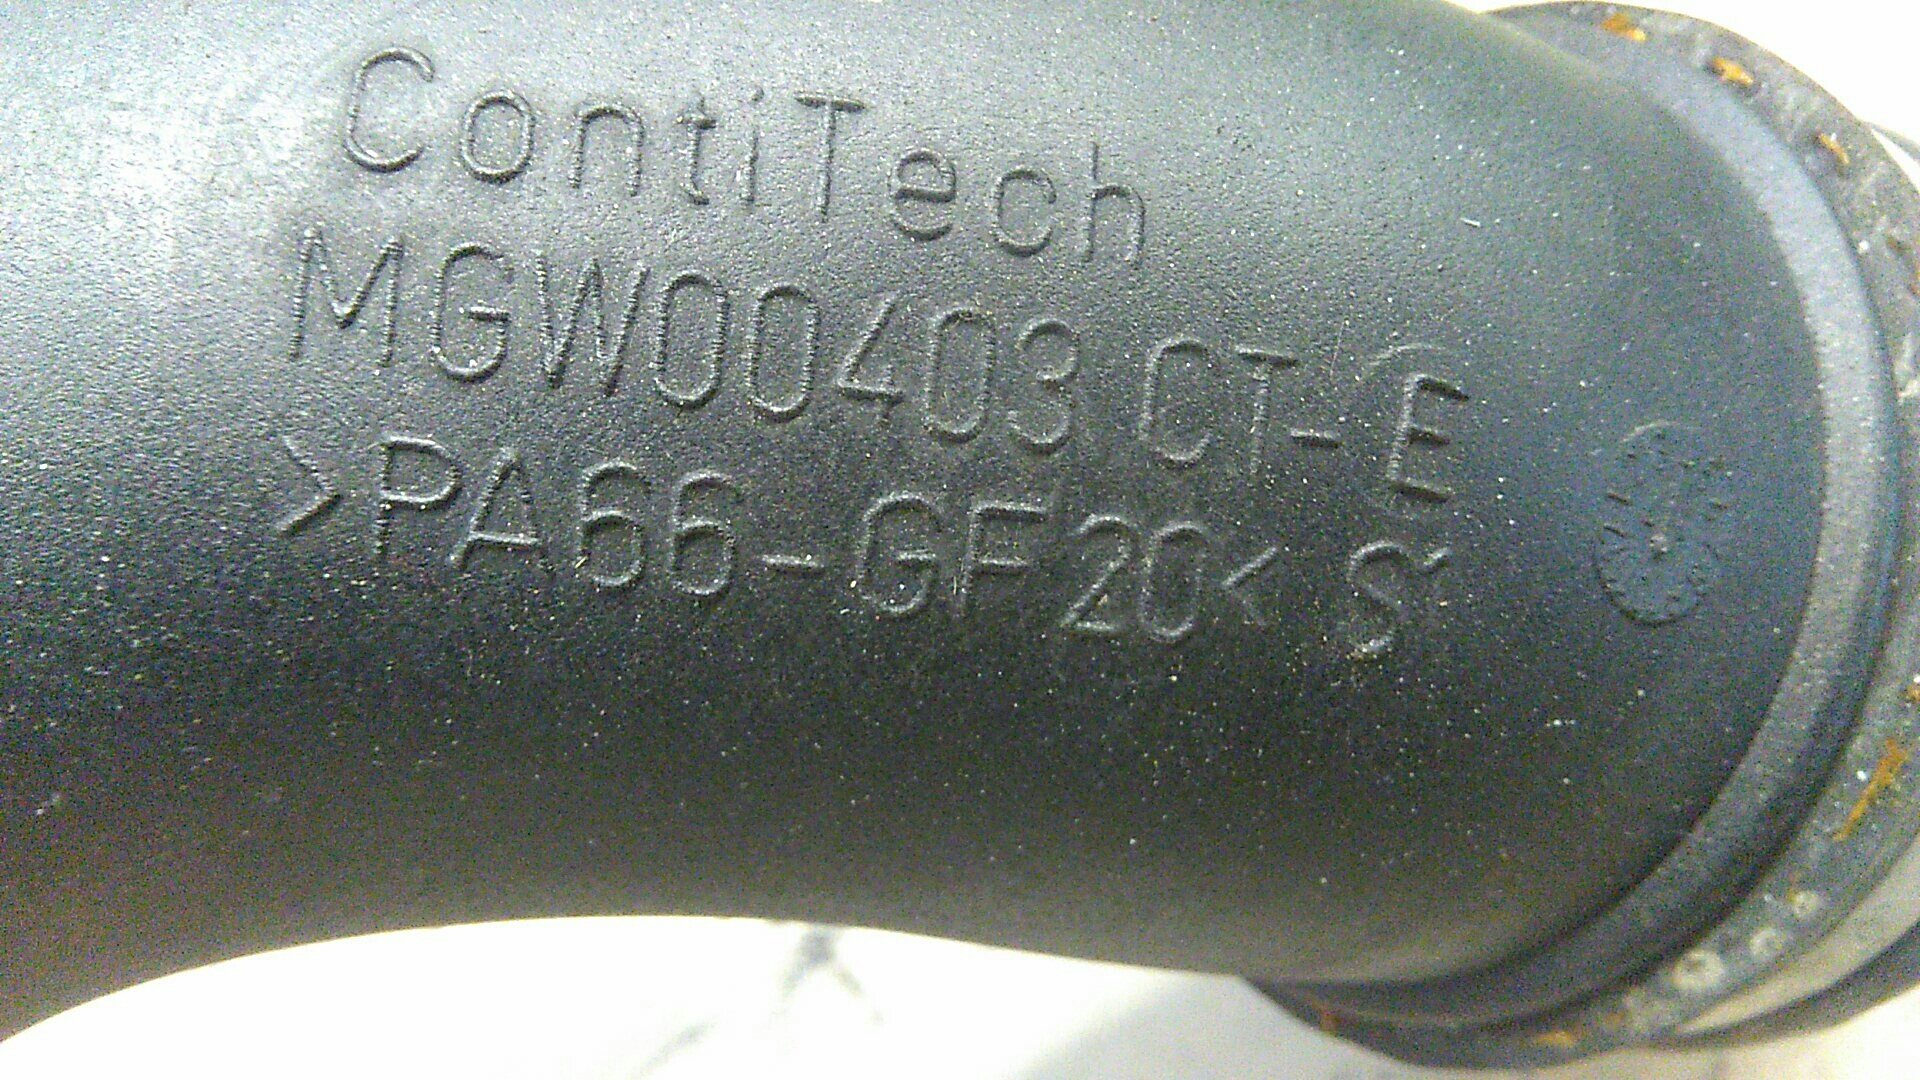 ContiTech
MGW00403 CT-E
>PA66-GF20< S